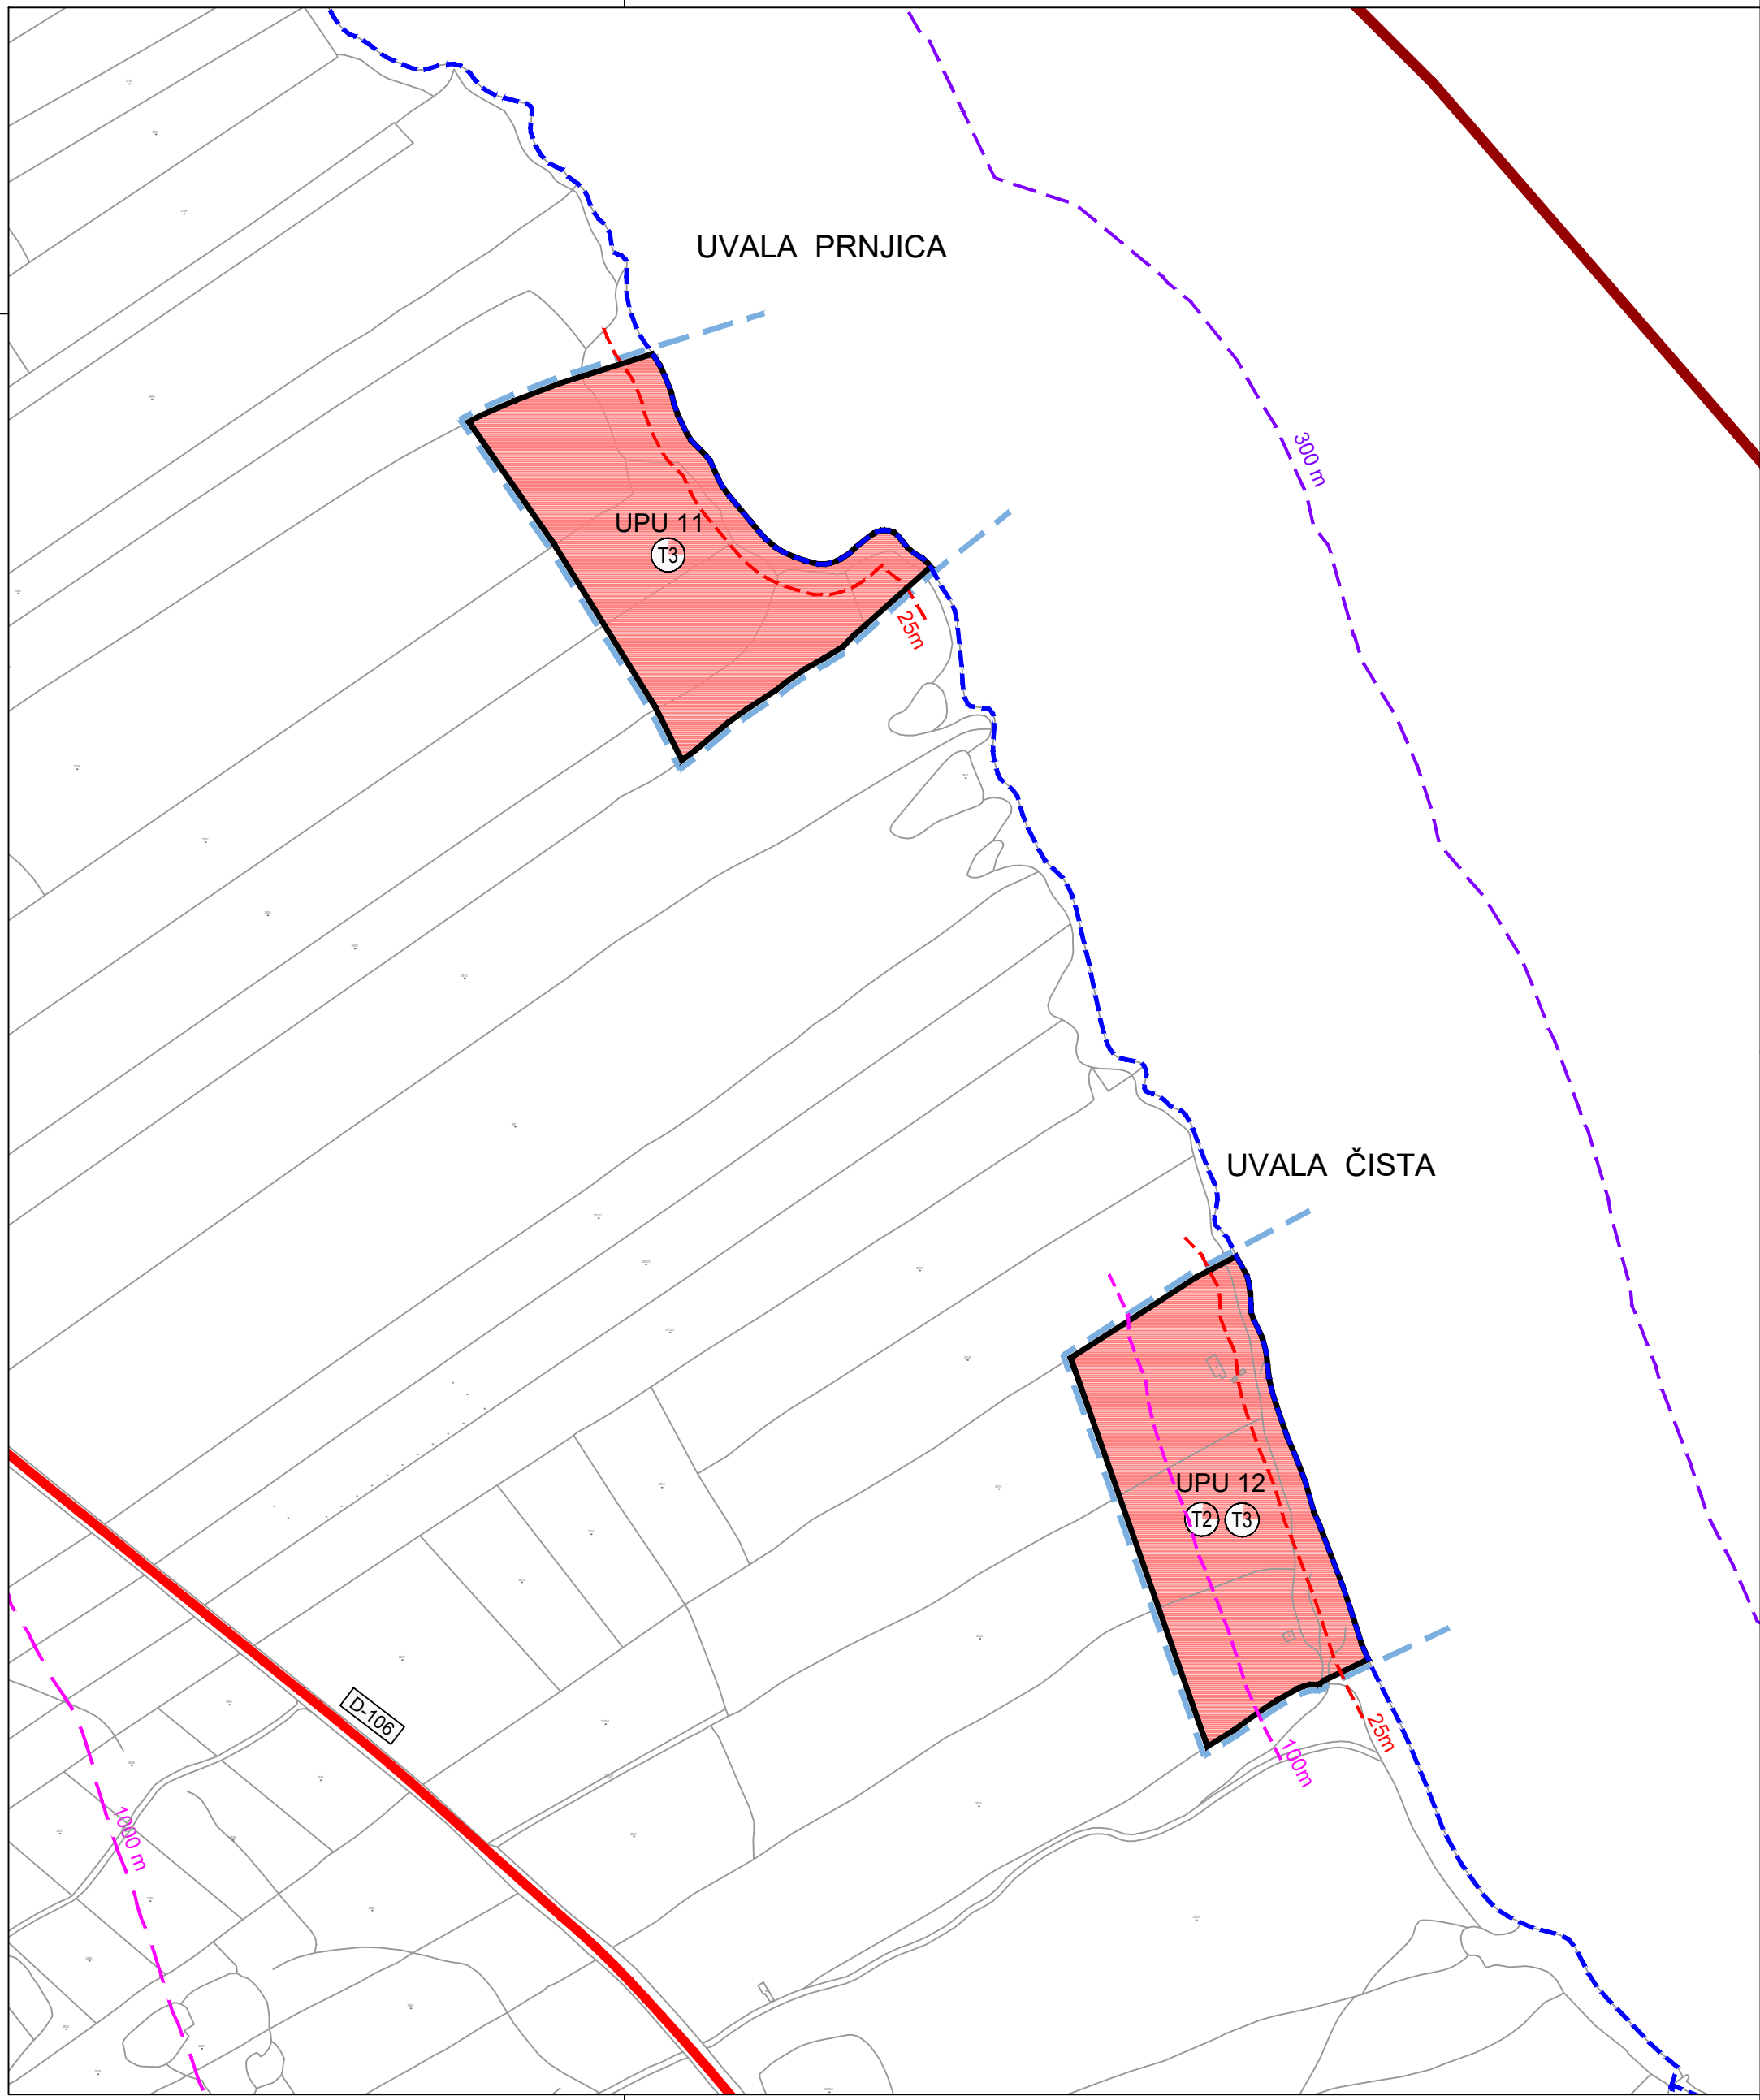 UVALA PRNJICA
300 m
UPU 11
T3
25m
UVALA ČISTA
UPU 12
T2 T3
D-106
25m
100m
1000 m